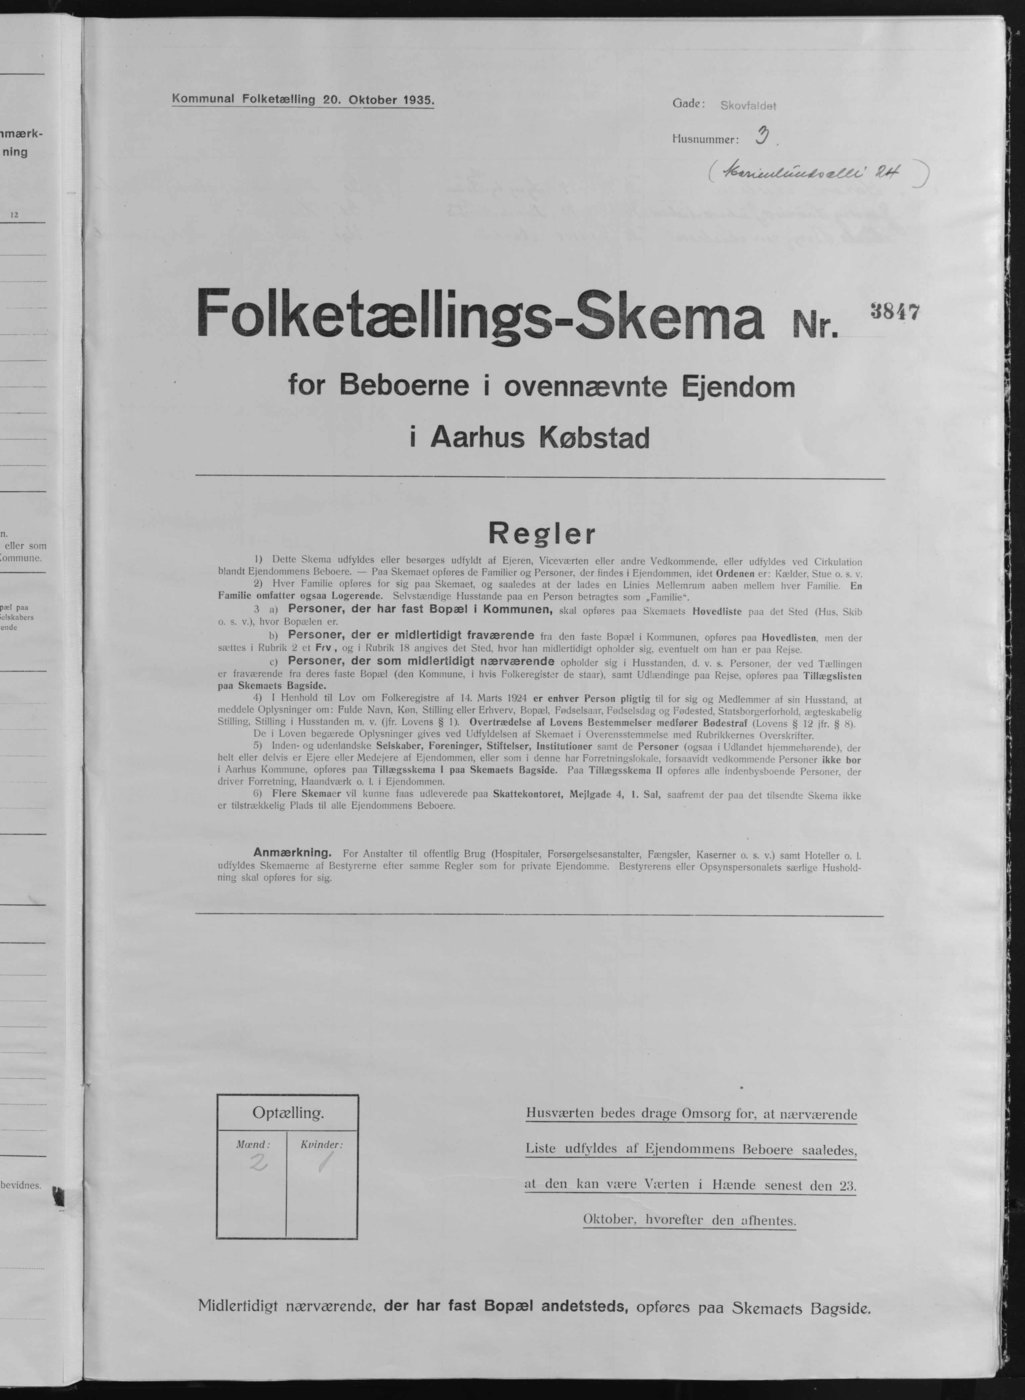 nmærk-
ning
12
n.
eller som
Commune.
pæl paa
Selskabers
ende
bevidnes.
Kommunal Folketælling 20. Oktober 1935.
Gade: Skovfaldet
Husnummer: 3.
(Marienlundsallé 24)
Folketællings-Skema Nr. 3847
for Beboerne i ovennævnte Ejendom
i Aarhus Købstad
Regler
1) Dette Skema udfyldes eller besørges udfyldt af Ejeren, Viceværten eller andre Vedkommende, eller udfyldes ved Cirkulation
blandt Ejendommens Beboere. — Paa Skemaet opføres de Familier og Personer, der findes i Ejendommen, idet Ordenen er: Kælder, Stue o. s. v.
2) Hver Familie opføres for sig paa Skemaet, og saaledes at der lades en Linies Mellemrum aaben mellem hver Familie. En
Familie omfatter ogsaa Logerende. Selvstændige Husstande paa en Person betragtes som „Familie“.
3 a) Personer, der har fast Bopæl i Kommunen, skal opføres paa Skemaets Hovedliste paa det Sted (Hus, Skib
o. s. v.), hvor Bopælen er.
b) Personer, der er midlertidigt fraværende fra den faste Bopæl i Kommunen, opføres paa Hovedlisten, men der
sættes i Rubrik 2 et Frv, og i Rubrik 18 angives det Sted, hvor han midlertidigt opholder sig, eventuelt om han er paa Rejse.
c) Personer, der som midlertidigt nærværende opholder sig i Husstanden, d. v. s. Personer, der ved Tællingen
er fraværende fra deres faste Bopæl (den Kommune, i hvis Folkeregister de staar), samt Udlændinge paa Rejse, opføres paa Tillægslisten
paa Skemaets Bagside.
4) I Henhold til Lov om Folkeregistre af 14. Marts 1924 er enhver Person pligtig til for sig og Medlemmer af sin Husstand, at
meddele Oplysninger om: Fulde Navn, Køn, Stilling eller Erhverv, Bopæl, Fødselsaar, Fødselsdag og Fødested, Statsborgerforhold, ægteskabelig
Stilling, Stilling i Husstanden m. v. (jfr. Lovens § 1). Overtrædelse af Lovens Bestemmelser medfører Bødestraf (Lovens § 12 jfr. § 8).
De i Loven begærede Oplysninger gives ved Udfyldelsen af Skemaet i Overensstemmelse med Rubrikkernes Overskrifter.
5) Inden- og udenlandske Selskaber, Foreninger, Stiftelser, Institutioner samt de Personer (ogsaa i Udlandet hjemmehørende), der
helt eller delvis er Ejere eller Medejere af Ejendommen, eller som i denne har Forretningslokale, forsaavidt vedkommende Personer ikke bor
i Aarhus Kommune, opføres paa Tillægsskema I paa Skemaets Bagside. Paa Tillægsskema II opføres alle indenbysboende Personer, der
driver Forretning, Haandværk o. l. i Ejendommen.
6) Flere Skemaer vil kunne faas udleverede paa Skattekontoret, Mejlgade 4, 1. Sal, saafremt der paa det tilsendte Skema ikke
er tilstrækkelig Plads til alle Ejendommens Beboere.
Anmærkning. For Anstalter til offentlig Brug (Hospitaler, Forsørgelsesanstalter, Fængsler, Kaserner o. s. v.) samt Hoteller o. l.
udfyldes Skemaerne af Bestyrerne efter samme Regler som for private Ejendomme. Bestyrerens eller Opsynspersonalets særlige Hushold-
ning skal opføres for sig.
Optælling.
Mænd: Kvinder:
2 1
Husværten bedes drage Omsorg for, at nærværende
Liste udfyldes af Ejendommens Beboere saaledes,
at den kan være Værten i Hænde senest den 23.
Oktober, hvorefter den afhentes.
Midlertidigt nærværende, der har fast Bopæl andetsteds, opføres paa Skemaets Bagside.